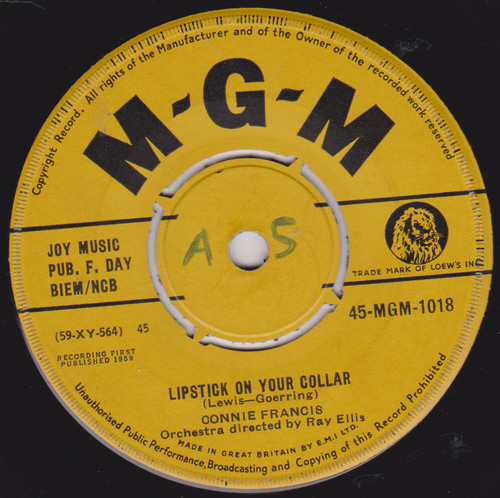 Copyright Record. All rights of the Manufacturer and of the Owner of the recorded work reserved
M-G-M
JOY MUSIC
PUB. F. DAY
BIEM/NCB
A S
TRADE MARK OF LOEW'S INC
(59-XY-564) 45
45-MGM-1018
RECORDING FIRST
PUBLISHED 1959
LIPSTICK ON YOUR COLLAR
(Lewis—Goerring)
CONNIE FRANCIS
Orchestra directed by Ray Ellis
MADE IN GREAT BRITAIN BY E.M.I. LTD.
Unauthorised Public Performance, Broadcasting and Copying of this Record Prohibited